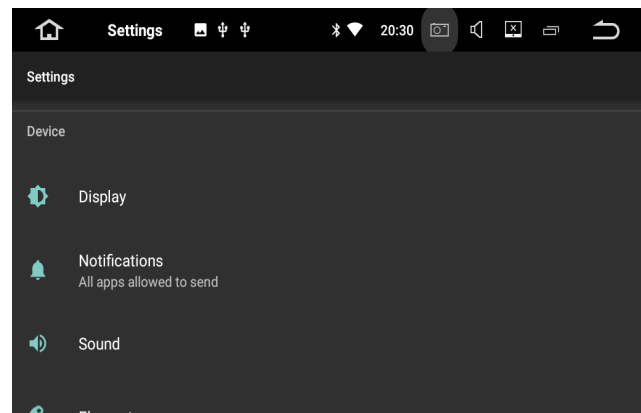 Settings
20:30
Settings
Device
Display
Notifications
All apps allowed to send
Sound